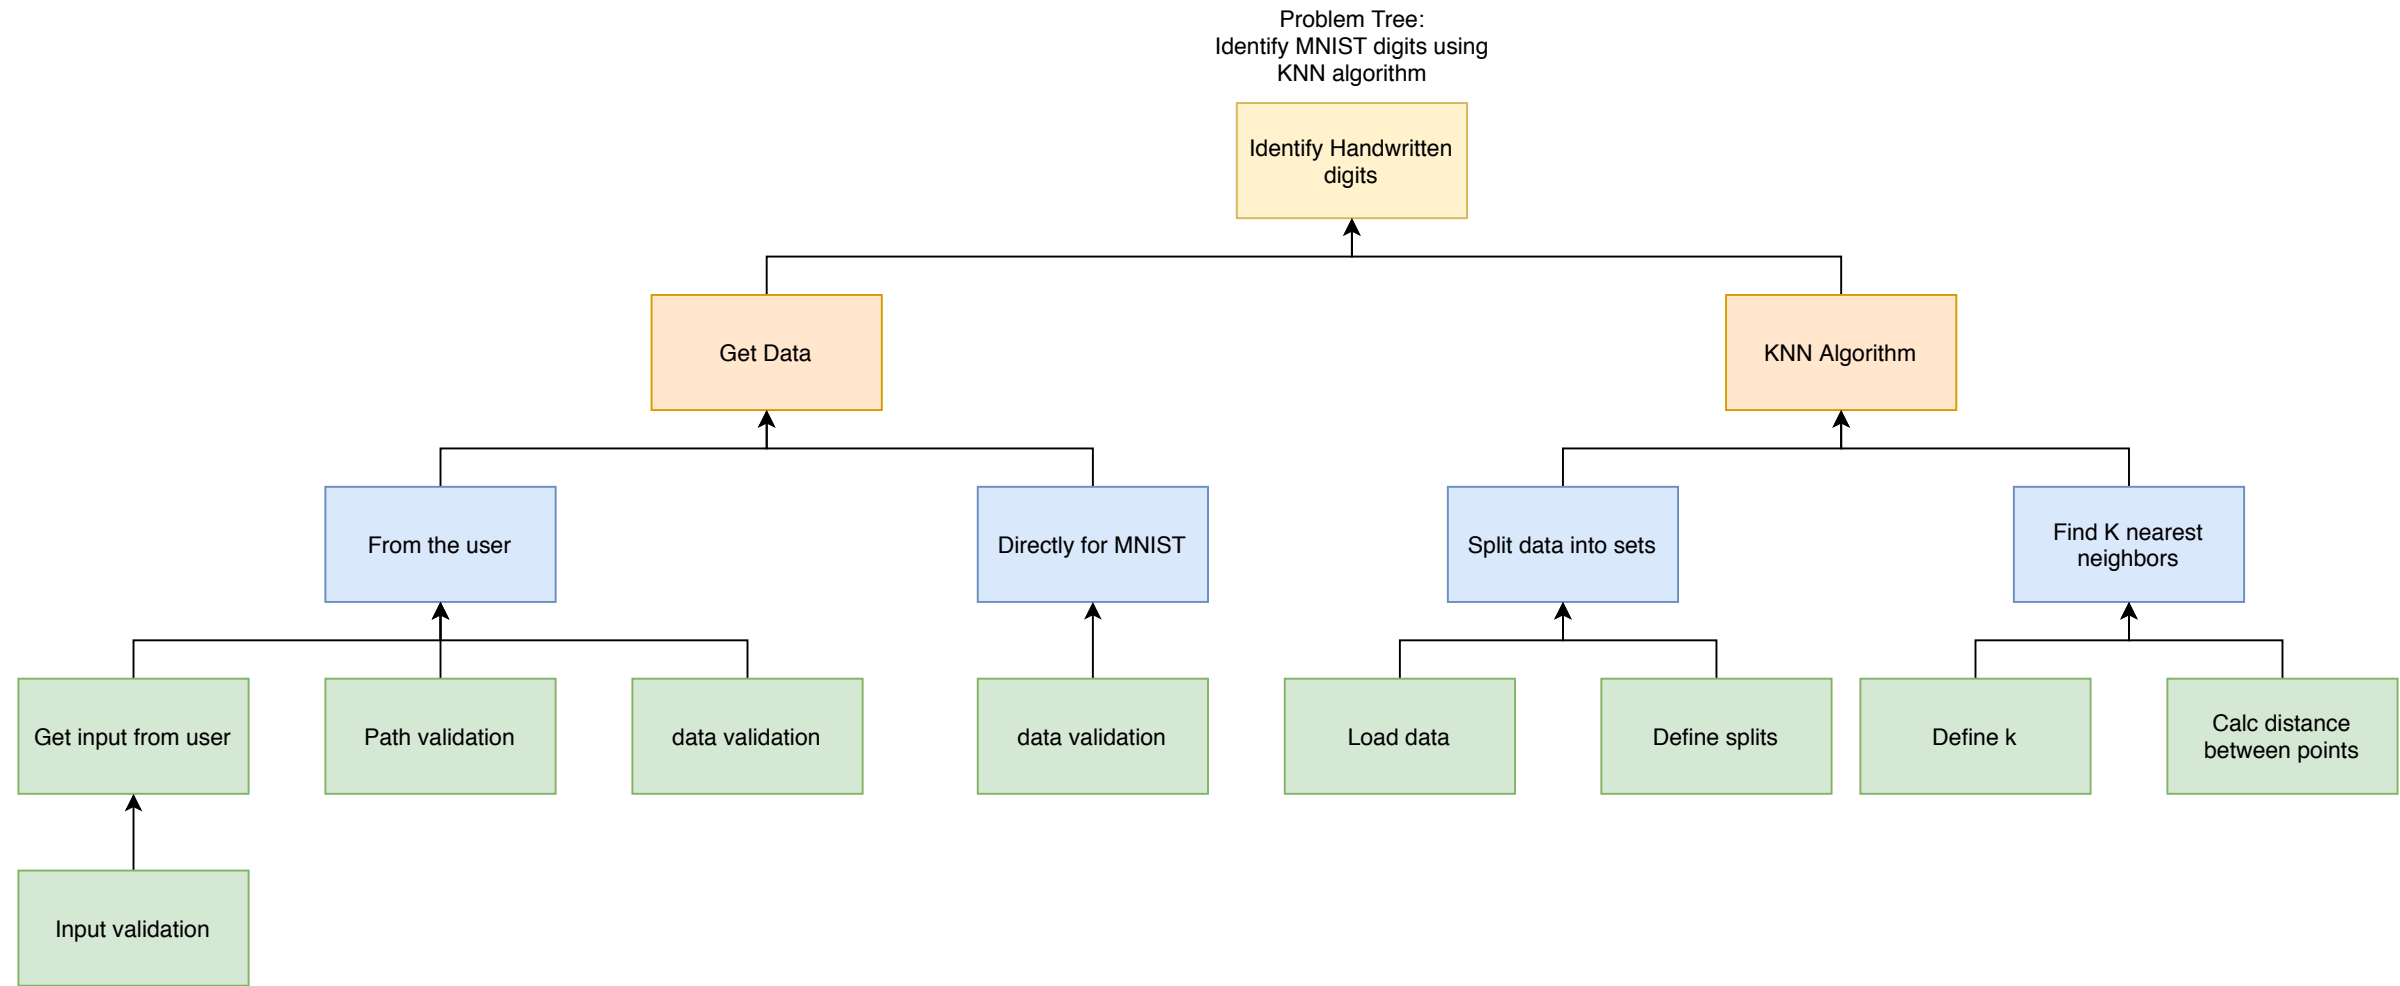 Problem Tree:
Identify MNIST digits using
KNN algorithm
Identify Handwritten
digits
Get Data
KNN Algorithm
From the user
Directly for MNIST
Split data into sets
Find K nearest
neighbors
Get input from user
Path validation
data validation
data validation
Load data
Define splits
Define k
Calc distance
between points
Input validation